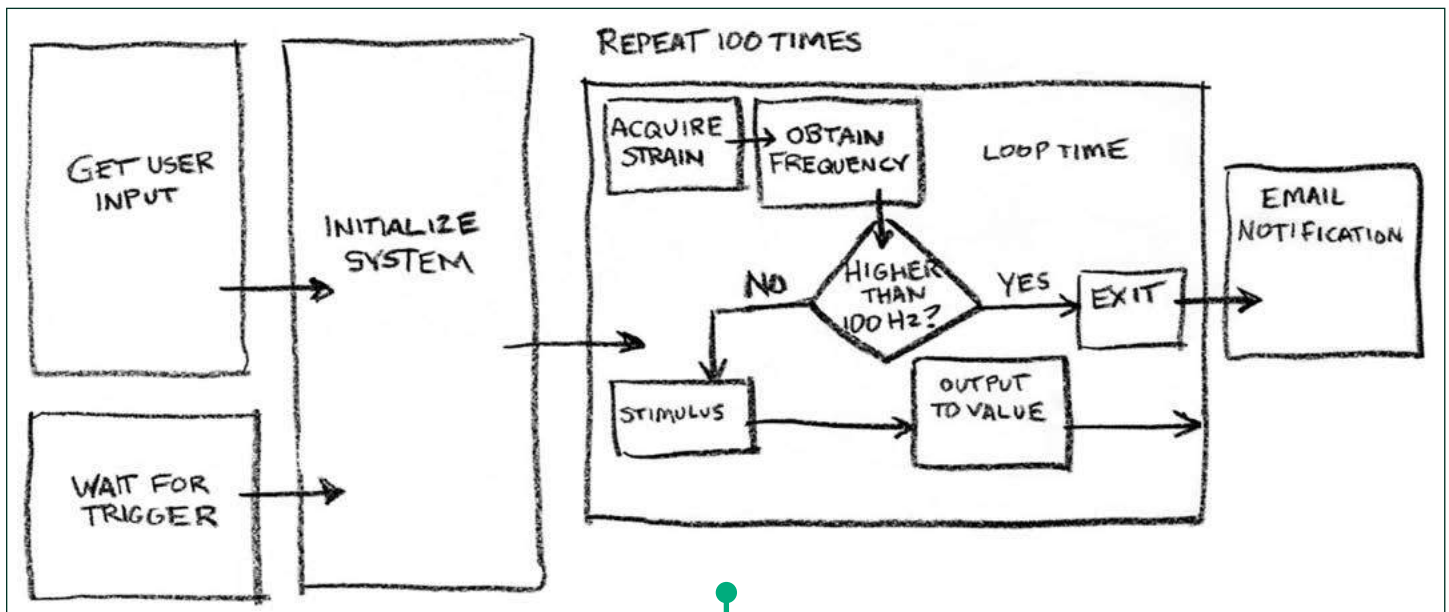 GET USER
INPUT
WAIT FOR
TRIGGER
INITIALIZE
SYSTEM
REPEAT 100 TIMES
ACQUIRE
STRAIN
OBTAIN
FREQUENCY
LOOP TIME
HIGHER
THAN
100 Hz?
NO
YES
EXIT
STIMULUS
OUTPUT
TO VALUE
EMAIL
NOTIFICATION